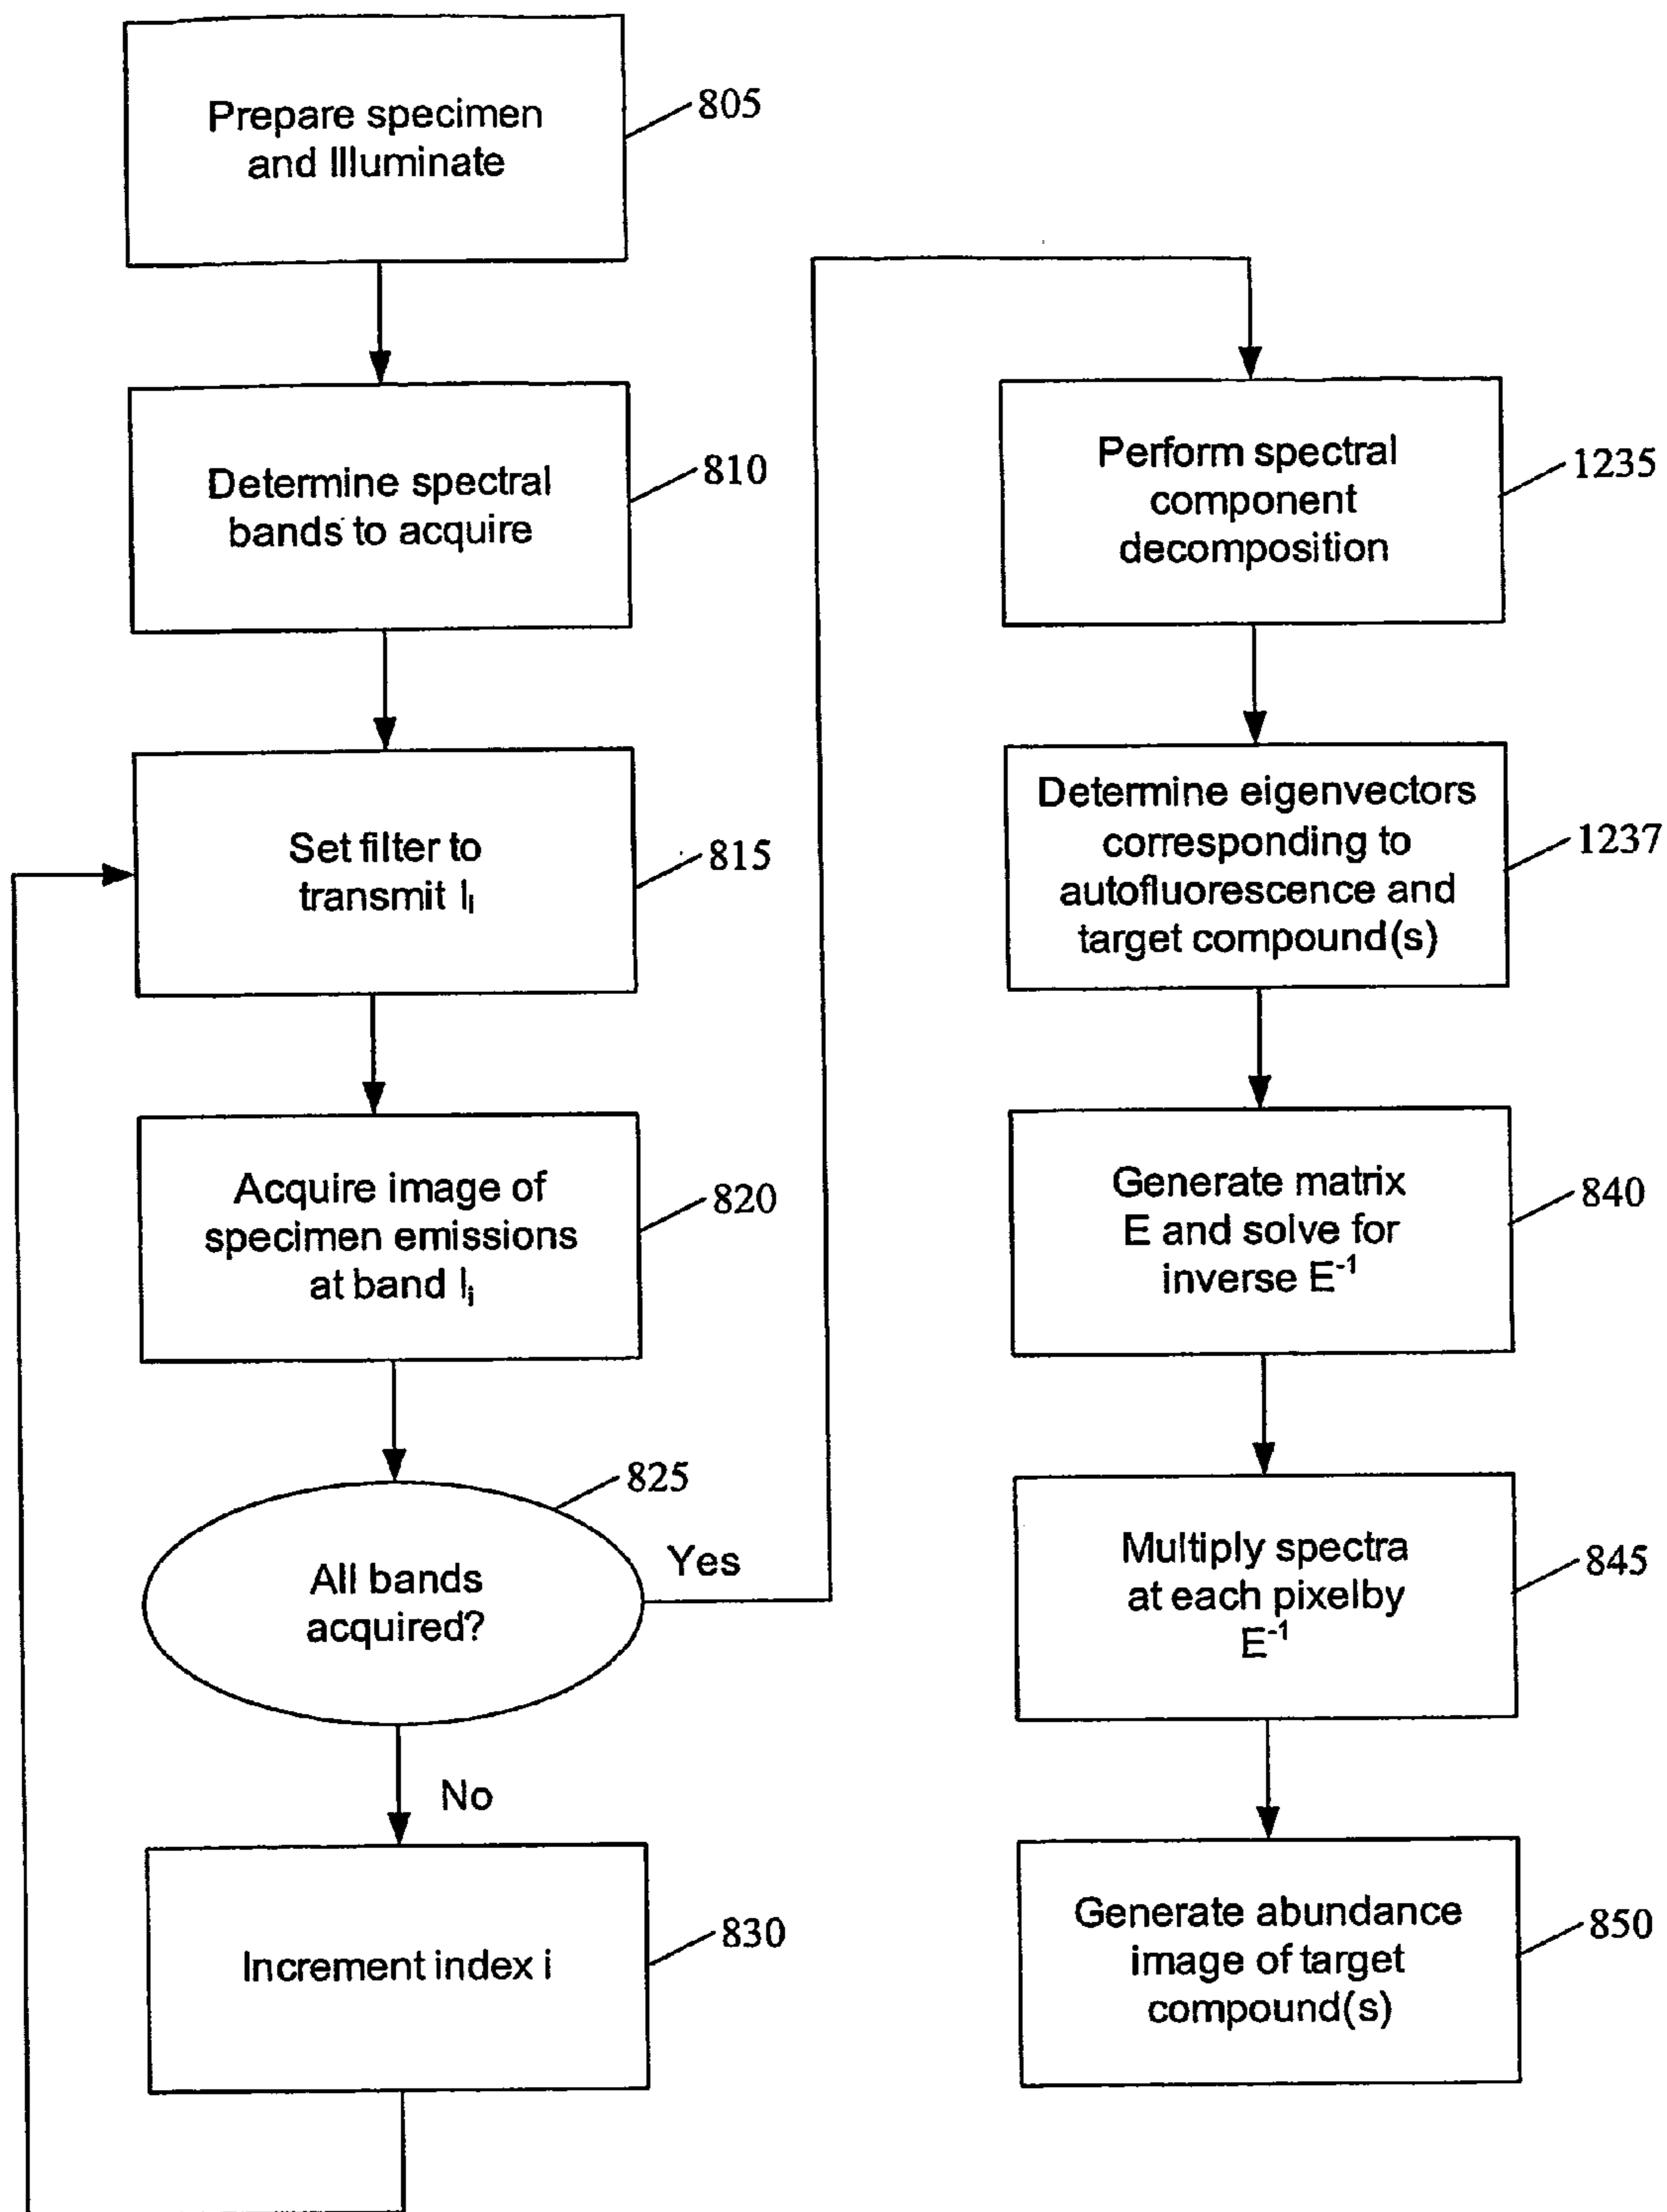 Prepare specimen
and Illuminate
805
Determine spectral
bands to acquire
810
Set filter to
transmit lᵢ
815
Acquire image of
specimen emissions
at band lᵢ
820
All bands
acquired?
825
Yes
No
Increment index i
830
Perform spectral
component
decomposition
1235
Determine eigenvectors
corresponding to
autofluorescence and
target compound(s)
1237
Generate matrix
E and solve for
inverse E⁻¹
840
Multiply spectra
at each pixelby
E⁻¹
845
Generate abundance
image of target
compound(s)
850